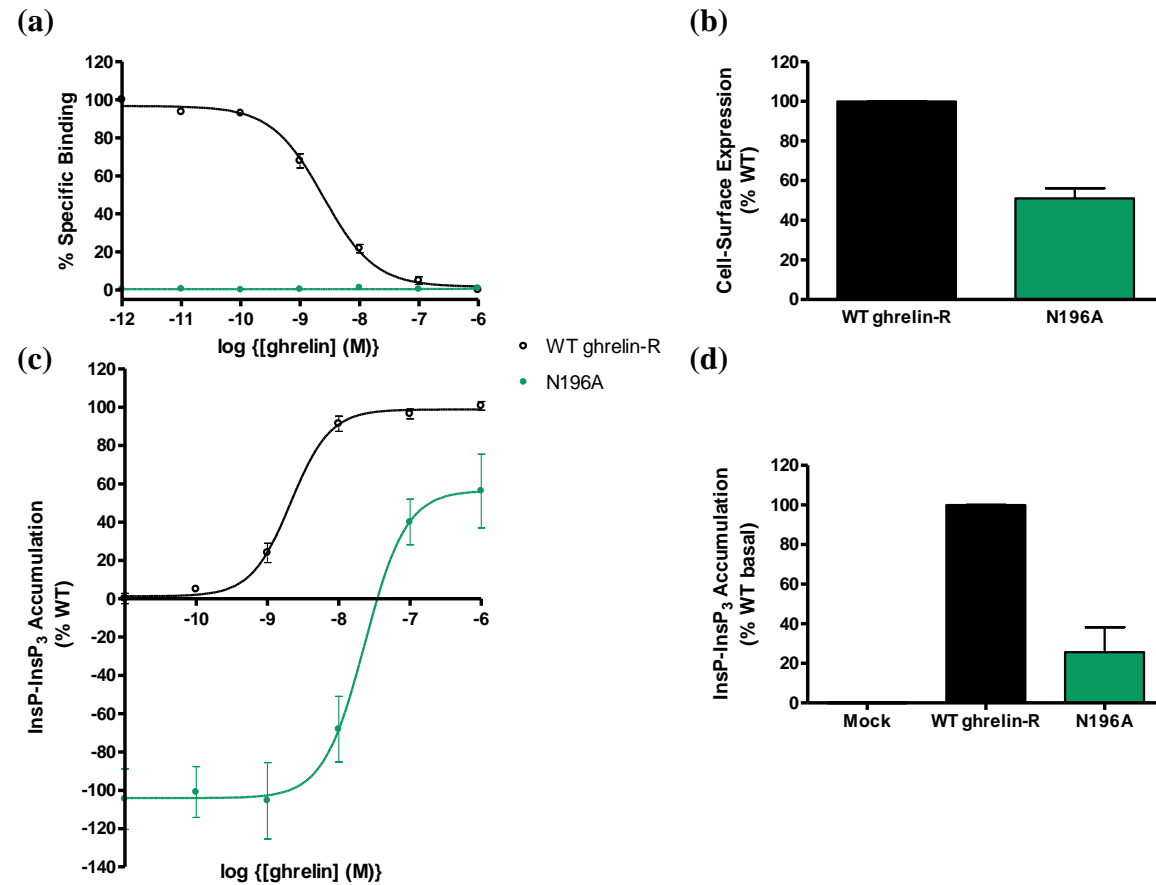 (a)
120
100
80
60
40
20
0
% Specific Binding
-12 -11 -10 -9 -8 -7 -6
log {[ghrelin] (M)}
(b)
120
100
80
60
40
20
0
Cell-Surface Expression
(% WT)
WT ghrelin-R N196A
WT ghrelin-R
N196A
(c)
120
100
80
60
40
20
0
-20
-40
-60
-80
-100
-120
-140
InsP-InsP3 Accumulation
(% WT)
-10 -9 -8 -7 -6
log {[ghrelin] (M)}
(d)
120
100
80
60
40
20
0
InsP-InsP3 Accumulation
(% WT basal)
Mock WT ghrelin-R N196A